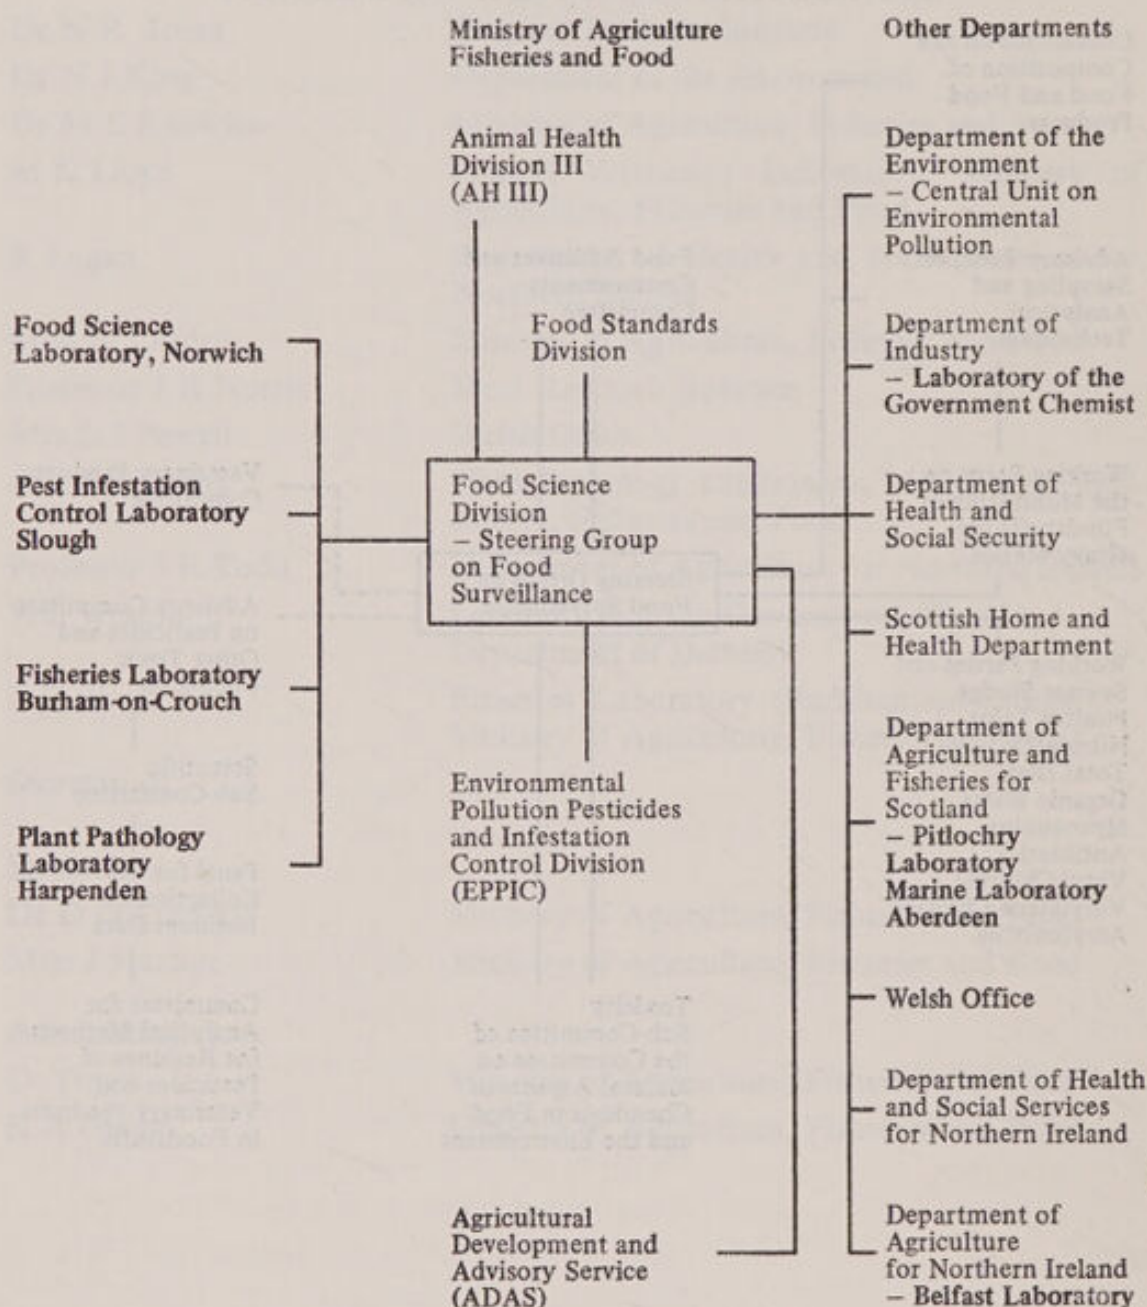 Ministry of Agriculture
Fisheries and Food
Other Departments
Animal Health
Division III
(AH III)
Department of the
Environment
– Central Unit on
Environmental
Pollution
Food Science
Laboratory, Norwich
Food Standards
Division
Department of
Industry
– Laboratory of the
Government Chemist
Pest Infestation
Control Laboratory
Slough
Food Science
Division
– Steering Group
on Food
Surveillance
Department of
Health and
Social Security
Scottish Home and
Health Department
Fisheries Laboratory
Burham-on-Crouch
Department of
Agriculture and
Fisheries for
Scotland
– Pitlochry
Laboratory
Marine Laboratory
Aberdeen
Plant Pathology
Laboratory
Harpenden
Environmental
Pollution Pesticides
and Infestation
Control Division
(EPPIC)
Welsh Office
Department of Health
and Social Services
for Northern Ireland
Agricultural
Development and
Advisory Service
(ADAS)
Department of
Agriculture
for Northern Ireland
– Belfast Laboratory